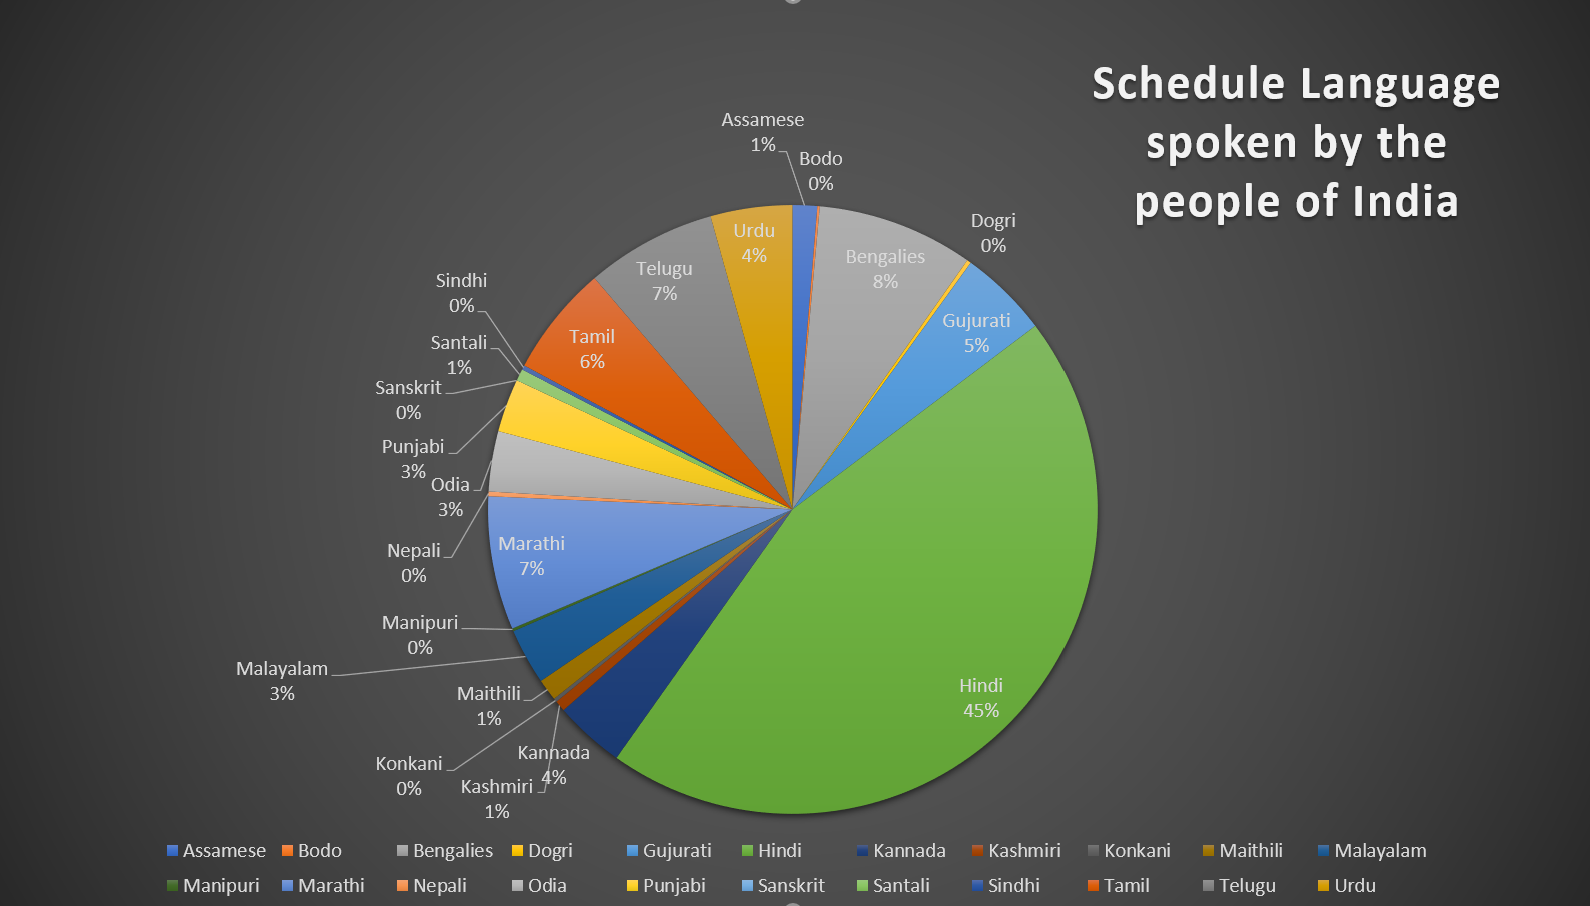 Schedule Language
spoken by the
people of India
Assamese
1%
Bodo
0%
Bengalies
8%
Dogri
0%
Gujurati
5%
Hindi
45%
Kannada
4%
Kashmiri
1%
Konkani
0%
Maithili
1%
Malayalam
3%
Manipuri
0%
Marathi
7%
Nepali
0%
Odia
3%
Punjabi
3%
Sanskrit
0%
Santali
1%
Sindhi
0%
Tamil
6%
Telugu
7%
Urdu
4%
Assamese Bodo Bengalies Dogri Gujurati Hindi Kannada Kashmiri Konkani Maithili Malayalam
Manipuri Marathi Nepali Odia Punjabi Sanskrit Santali Sindhi Tamil Telugu Urdu